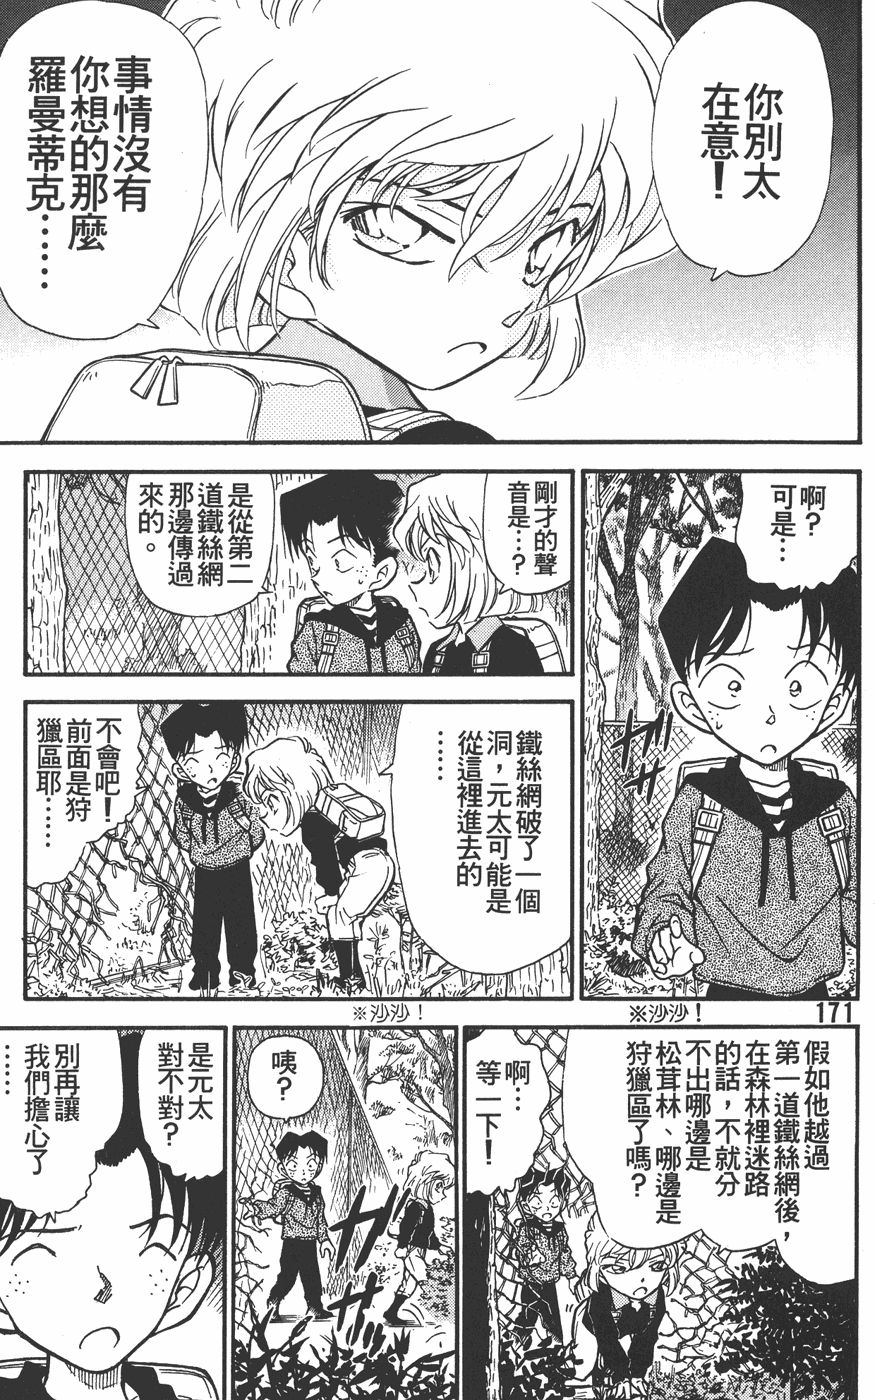 你別太
在意！
事情沒有
你想的那麼
羅曼蒂克……
啊？
可是…
剛才的聲
音是…？
是從第二
道鐵絲網
那邊傳過
來的。
鐵絲網破了一個
洞，元太可能是
從這裡進去的
……
不會吧！
前面是狩
獵區耶……
※沙沙！
※沙沙！
171
假如他越過
第一道鐵絲網後，
在森林裡迷路
的話，不就分
不出哪邊是
松茸林、哪邊是
狩獵區了嗎？
啊…
等一下！
咦？
是元太
對不對？
別再讓
我們擔心了
……